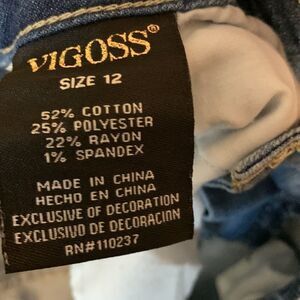 VIGOSS®
SIZE 12
52% COTTON
25% POLYESTER
22% RAYON
1% SPANDEX
MADE IN CHINA
HECHO EN CHINA
EXCLUSIVE OF DECORATION
EXCLUSIVO DE DECORACION
RN#110237